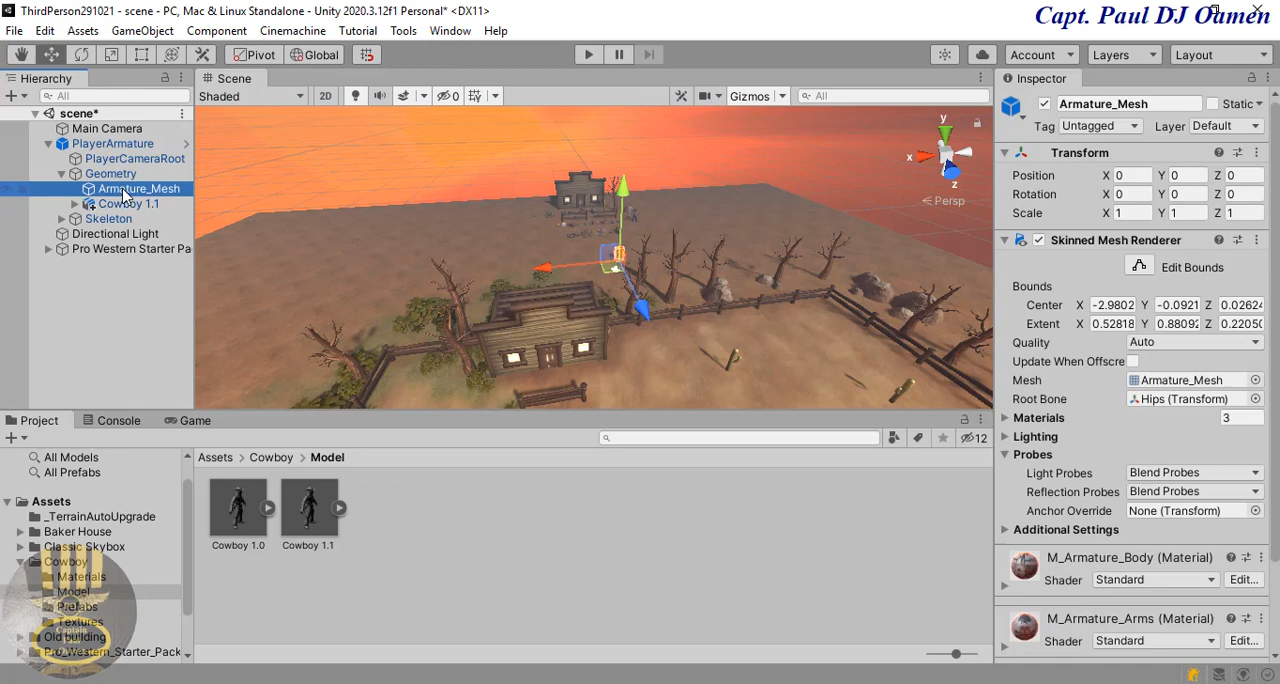 ThirdPerson291021 - scene - PC, Mac & Linux Standalone - Unity 2020.3.12f1 Personal* <DX11>
Capt. Paul DJ Oamen
File Edit Assets GameObject Component Cinemachine Tutorial Tools Window Help
Pivot Global Account Layers Layout
Hierarchy Scene Inspector
All Shaded 2D 0 Gizmos All Armature_Mesh Static
scene*
Main Camera Tag Untagged Layer Default
PlayerArmature
PlayerCameraRoot Transform
Geometry Position X 0 Y 0 Z 0
Armature_Mesh Rotation X 0 Y 0 Z 0
Cowboy 1.1 Scale X 1 Y 1 Z 1
Skeleton
Directional Light Skinned Mesh Renderer
Pro Western Starter Pa
y
x
z
Persp
Edit Bounds
Bounds
Center X -2.9802 Y -0.0921 Z 0.02624
Extent X 0.52818 Y 0.88092 Z 0.22050
Quality Auto
Update When Offscre
Mesh Armature_Mesh
Root Bone Hips (Transform)
Materials 3
Lighting
Probes
Light Probes Blend Probes
Reflection Probes Blend Probes
Anchor Override None (Transform)
Additional Settings
M_Armature_Body (Material)
Shader Standard Edit...
M_Armature_Arms (Material)
Shader Standard Edit...
Project Console Game
12
All Models
All Prefabs
Assets
_TerrainAutoUpgrade
Baker House
Classic Skybox
Cowboy
Materials
Model
Prefabs
Textures
Old building
Pro_Western_Starter_Pack
Assets > Cowboy > Model
Cowboy 1.0 Cowboy 1.1